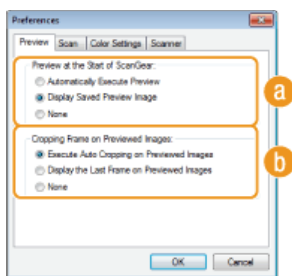 Preferences
Preview Scan Color Settings Scanner
Preview at the Start of ScanGear:
Automatically Execute Preview
Display Saved Preview Image
None
a
Cropping Frame on Previewed Images:
Execute Auto Cropping on Previewed Images
Display the Last Frame on Previewed Images
None
b
OK Cancel